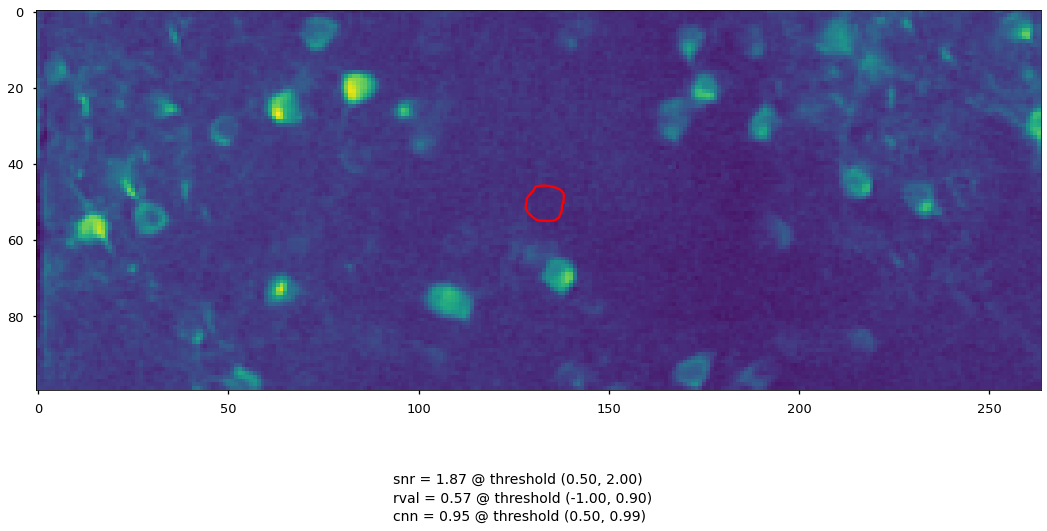 0
20
40
60
80
0 50 100 150 200 250
snr = 1.87 @ threshold (0.50, 2.00)
rval = 0.57 @ threshold (-1.00, 0.90)
cnn = 0.95 @ threshold (0.50, 0.99)